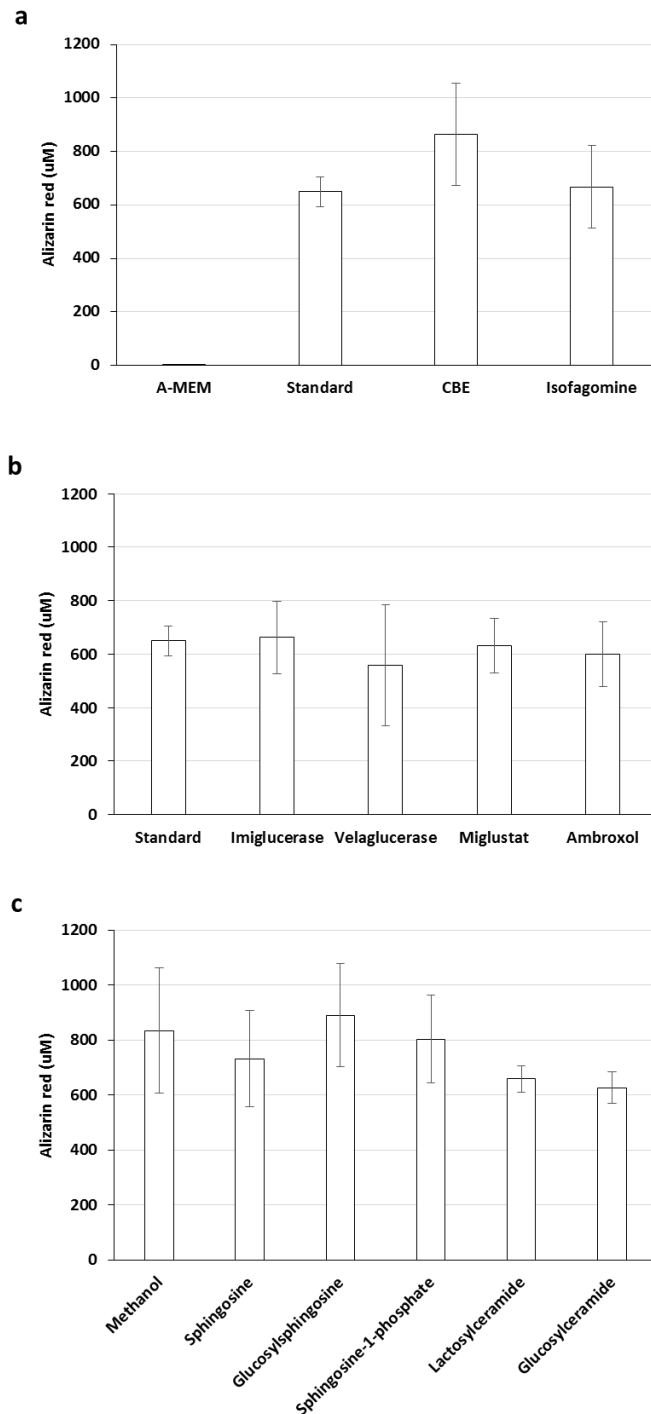 a
1200
1000
800
600
400
200
0
Alizarin red (uM)
A-MEM Standard CBE Isofagomine
b
1200
1000
800
600
400
200
0
Alizarin red (uM)
Standard Imiglucerase Velaglucerase Miglustat Ambroxol
c
1200
1000
800
600
400
200
0
Alizarin red (uM)
Methanol
Sphingosine
Glucosylsphingosine
Sphingosine-1-phosphate
Lactosylceramide
Glucosylceramide